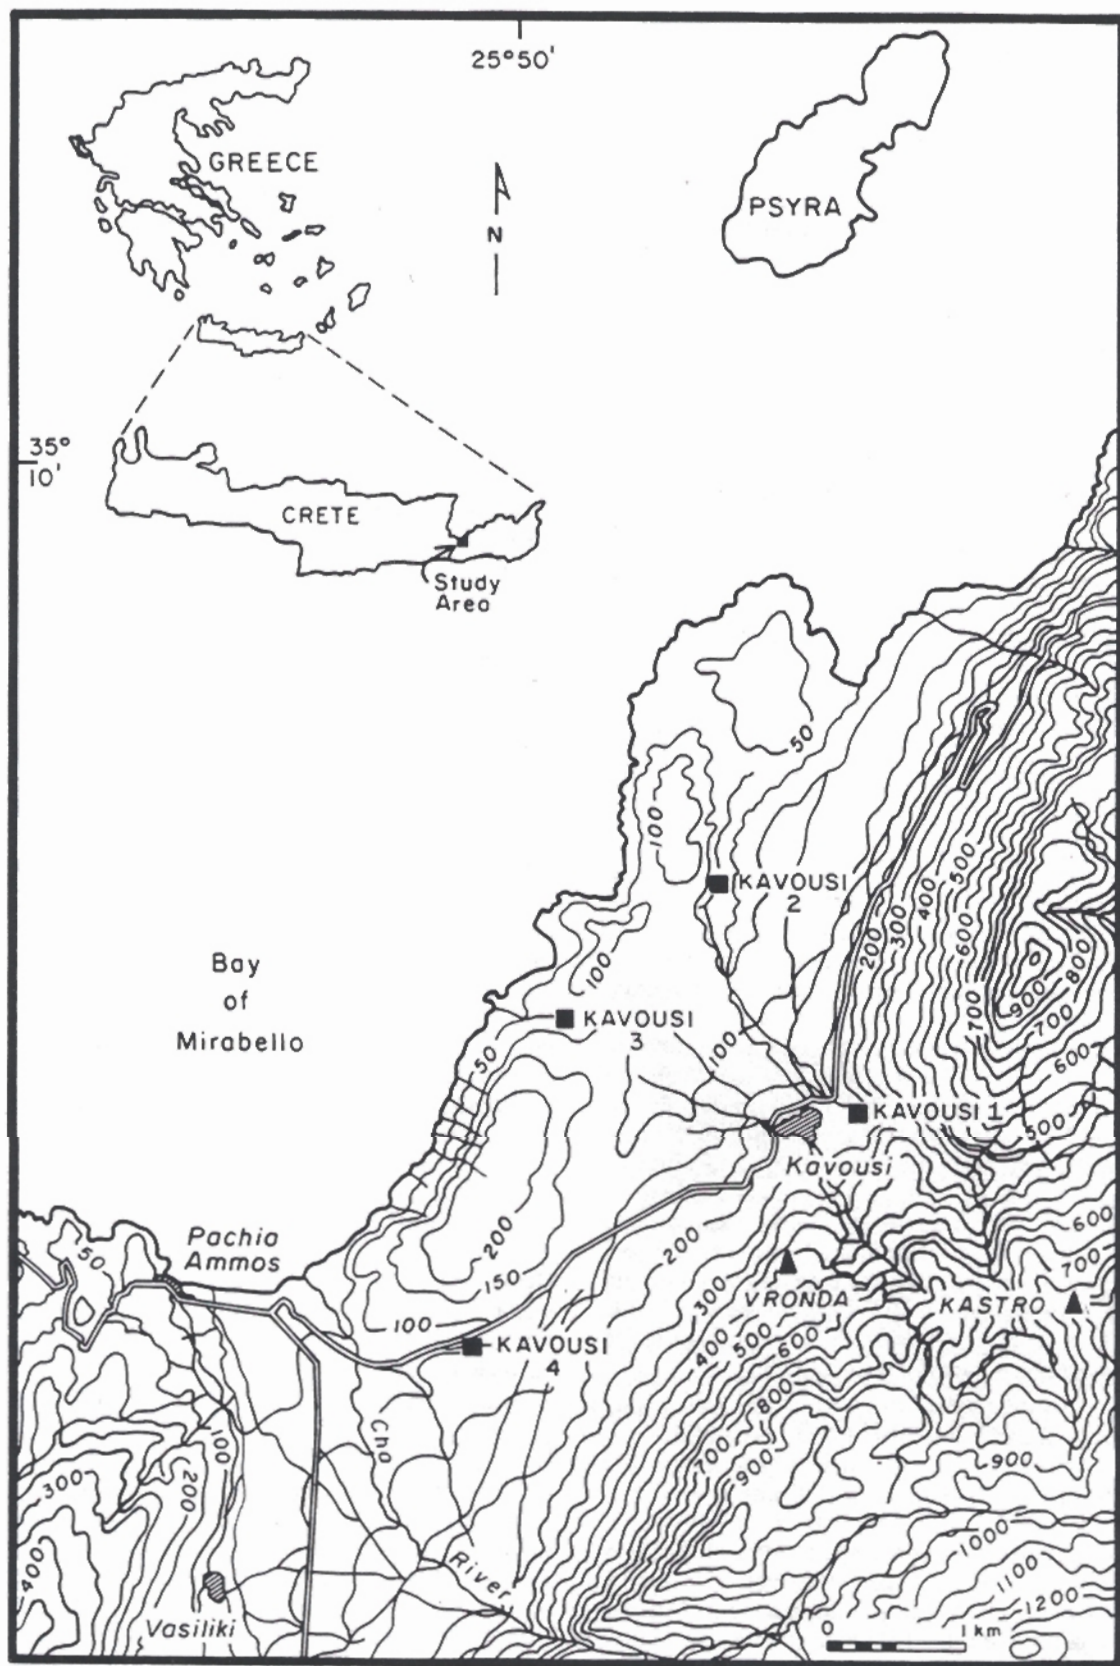 25°50'
GREECE
N
PSYRA
35°
10'
CRETE
Study
Area
50
100
KAVOUSI
2
500
400
300
200
600
700
900
800
700
600
500
100
Bay
of
Mirabello
KAVOUSI
3
50
100
KAVOUSI 1
Kavousi
200
150
100
Pachia
Ammos
50
KAVOUSI
4
200
300
400
500
600
700
800
900
VRONDA
KASTRO
600
700
900
1000
1100
1200
Cha
River
100
200
300
400
Vasiliki
0
1 km